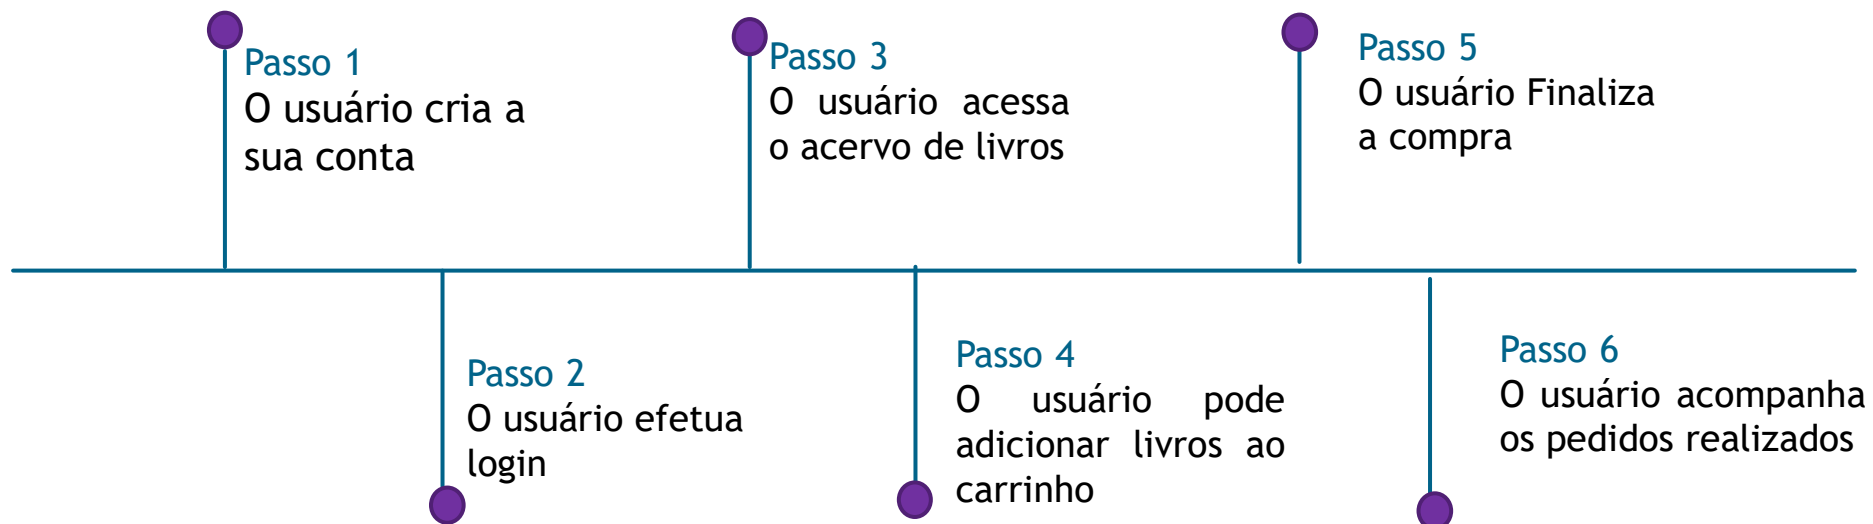 Passo 1
O usuário cria a
sua conta
Passo 2
O usuário efetua
login
Passo 3
O usuário acessa
o acervo de livros
Passo 4
O usuário pode
adicionar livros ao
carrinho
Passo 5
O usuário Finaliza
a compra
Passo 6
O usuário acompanha
os pedidos realizados